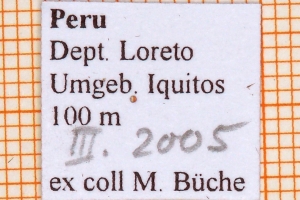 Peru
Dept. Loreto
Umgeb. Iquitos
100 m
III. 2005
ex coll M. Büche